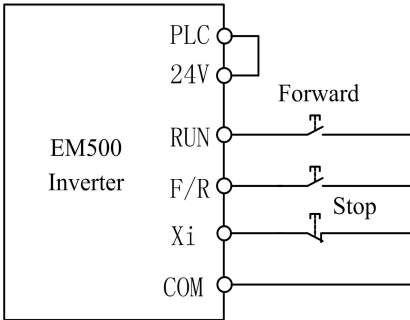 PLC
24V
Forward
RUN
EM500
Inverter
F/R
Stop
Xi
COM